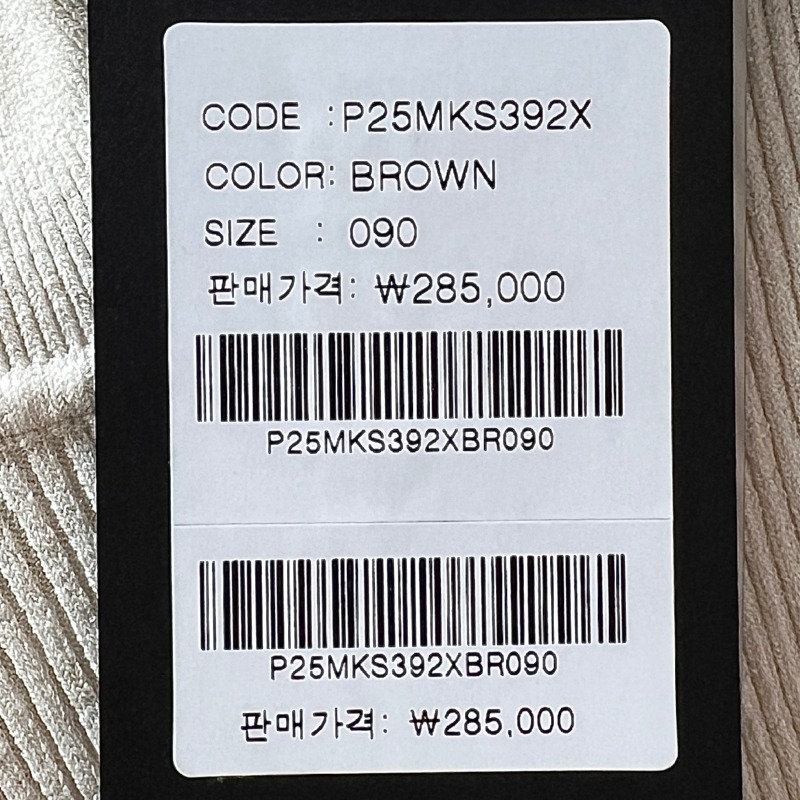 CODE : P25MKS392X
COLOR: BROWN
SIZE : 090
판매가격: ₩285,000
P25MKS392XBR090
P25MKS392XBR090
판매가격: ₩285,000